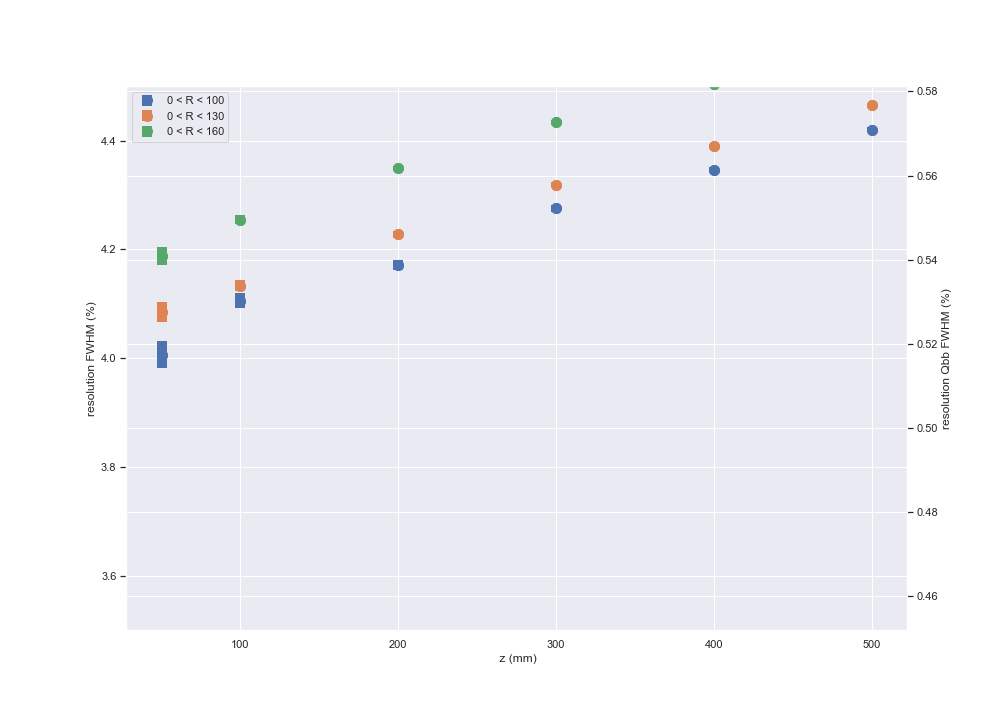 0 < R < 100
0 < R < 130
0 < R < 160
4.4
4.2
4.0
3.8
3.6
resolution FWHM (%)
0.58
0.56
0.54
0.52
0.50
0.48
0.46
resolution Qbb FWHM (%)
100 200 300 400 500
z (mm)